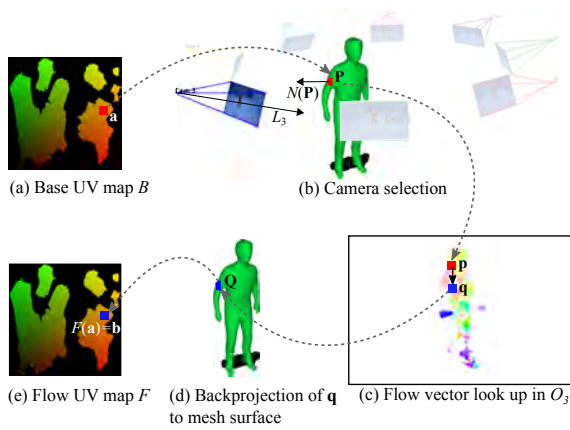 P
N(P)
a
L₃
(a) Base UV map B
(b) Camera selection
p
Q
q
F(a)=b
(e) Flow UV map F
(d) Backprojection of q
to mesh surface
(c) Flow vector look up in O₃